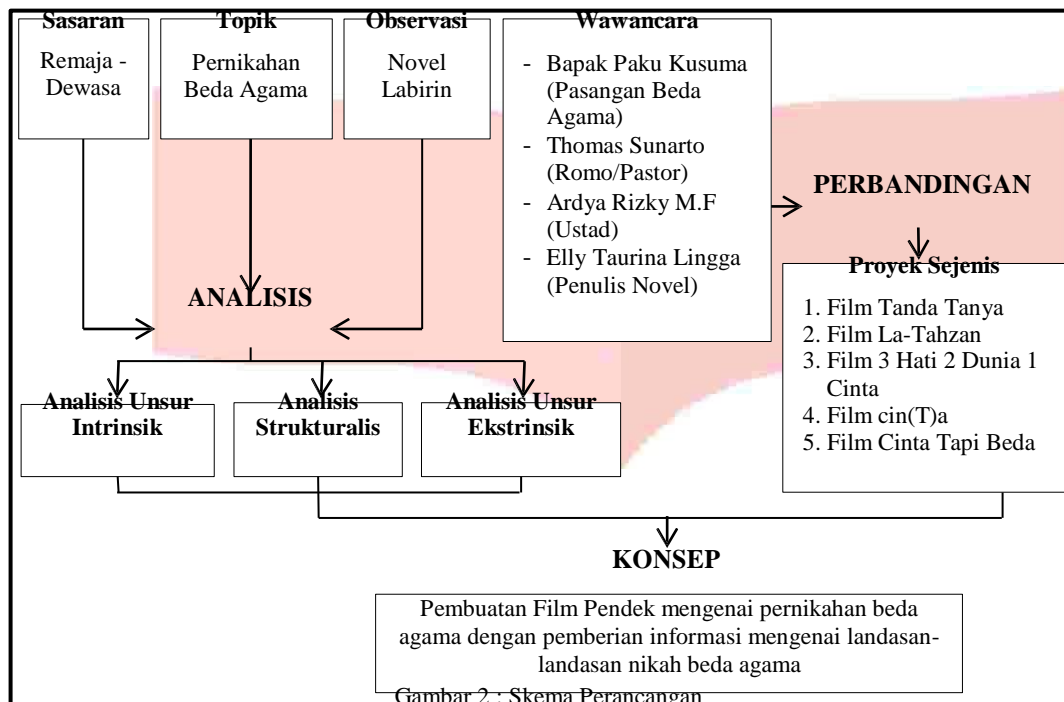 Sasaran
Remaja -
Dewasa
Topik
Pernikahan
Beda Agama
Observasi
Novel
Labirin
Wawancara
- Bapak Paku Kusuma
(Pasangan Beda
Agama)
- Thomas Sunarto
(Romo/Pastor)
- Ardya Rizky M.F
(Ustad)
- Elly Taurina Lingga
(Penulis Novel)
PERBANDINGAN
Proyek Sejenis
1. Film Tanda Tanya
2. Film La-Tahzan
3. Film 3 Hati 2 Dunia 1
Cinta
4. Film cin(T)a
5. Film Cinta Tapi Beda
ANALISIS
Analisis Unsur
Intrinsik
Analisis
Strukturalis
Analisis Unsur
Ekstrinsik
KONSEP
Pembuatan Film Pendek mengenai pernikahan beda
agama dengan pemberian informasi mengenai landasan-
landasan nikah beda agama
Gambar 2 : Skema Perancangan